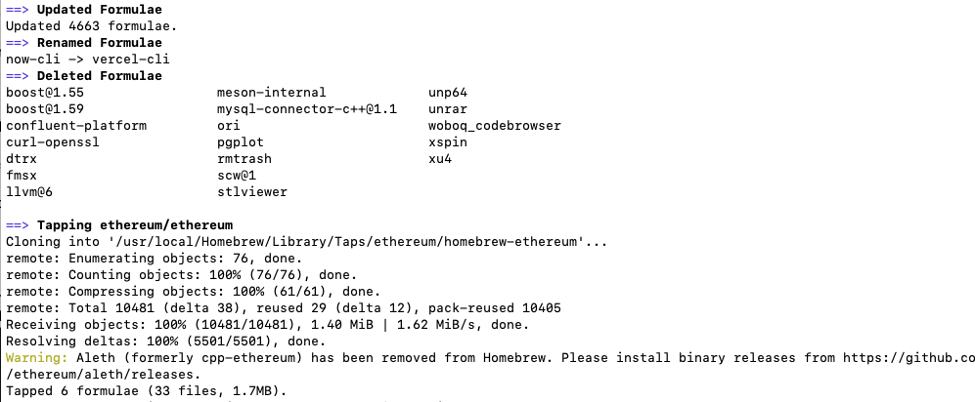 ==> Updated Formulae
Updated 4663 formulae.
==> Renamed Formulae
now-cli -> vercel-cli
==> Deleted Formulae
boost@1.55 meson-internal unp64
boost@1.59 mysql-connector-c++@1.1 unrar
confluent-platform ori woboq_codebrowser
curl-openssl pgplot xspin
dtrx rmtrash xu4
fmsx scw@1
llvm@6 stlviewer
==> Tapping ethereum/ethereum
Cloning into '/usr/local/Homebrew/Library/Taps/ethereum/homebrew-ethereum'...
remote: Enumerating objects: 76, done.
remote: Counting objects: 100% (76/76), done.
remote: Compressing objects: 100% (61/61), done.
remote: Total 10481 (delta 38), reused 29 (delta 12), pack-reused 10405
Receiving objects: 100% (10481/10481), 1.40 MiB | 1.62 MiB/s, done.
Resolving deltas: 100% (5501/5501), done.
Warning: Aleth (formerly cpp-ethereum) has been removed from Homebrew. Please install binary releases from https://github.co
/ethereum/aleth/releases.
Tapped 6 formulae (33 files, 1.7MB).